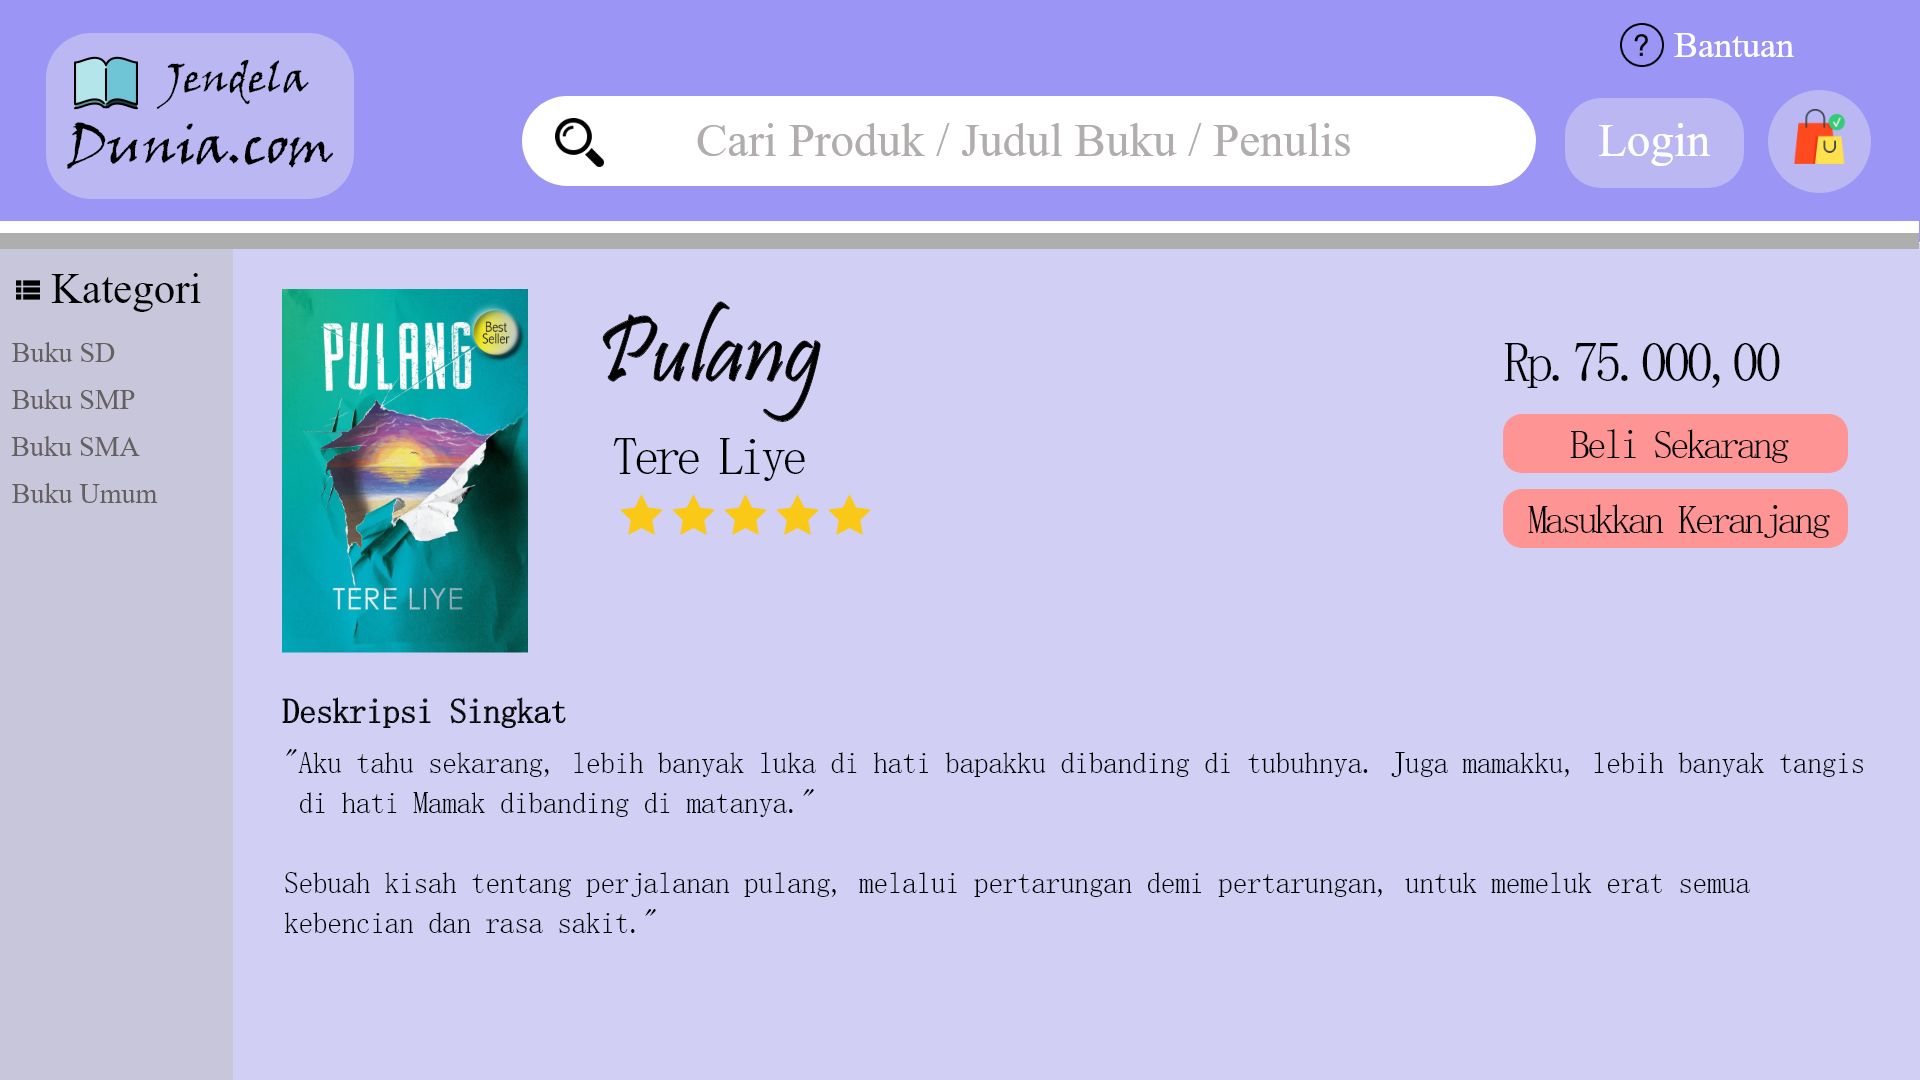 Jendela
Dunia.com
? Bantuan
Cari Produk / Judul Buku / Penulis
Login
Kategori
Buku SD
Buku SMP
Buku SMA
Buku Umum
PULANG
Best
Seller
TERE LIYE
Pulang
Tere Liye
Rp. 75.000,00
Beli Sekarang
Masukkan Keranjang
Deskripsi Singkat
"Aku tahu sekarang, lebih banyak luka di hati bapakku dibanding di tubuhnya. Juga mamakku, lebih banyak tangis
di hati Mamak dibanding di matanya."
Sebuah kisah tentang perjalanan pulang, melalui pertarungan demi pertarungan, untuk memeluk erat semua
kebencian dan rasa sakit."